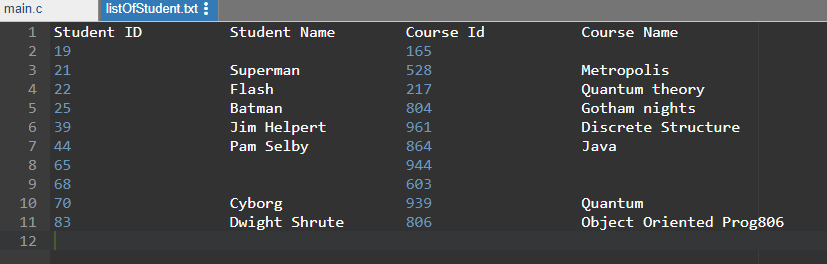 main.c listOfStudent.txt
1 Student ID Student Name Course Id Course Name
2 19 165
3 21 Superman 528 Metropolis
4 22 Flash 217 Quantum theory
5 25 Batman 804 Gotham nights
6 39 Jim Helpert 961 Discrete Structure
7 44 Pam Selby 864 Java
8 65 944
9 68 603
10 70 Cyborg 939 Quantum
11 83 Dwight Shrute 806 Object Oriented Prog806
12